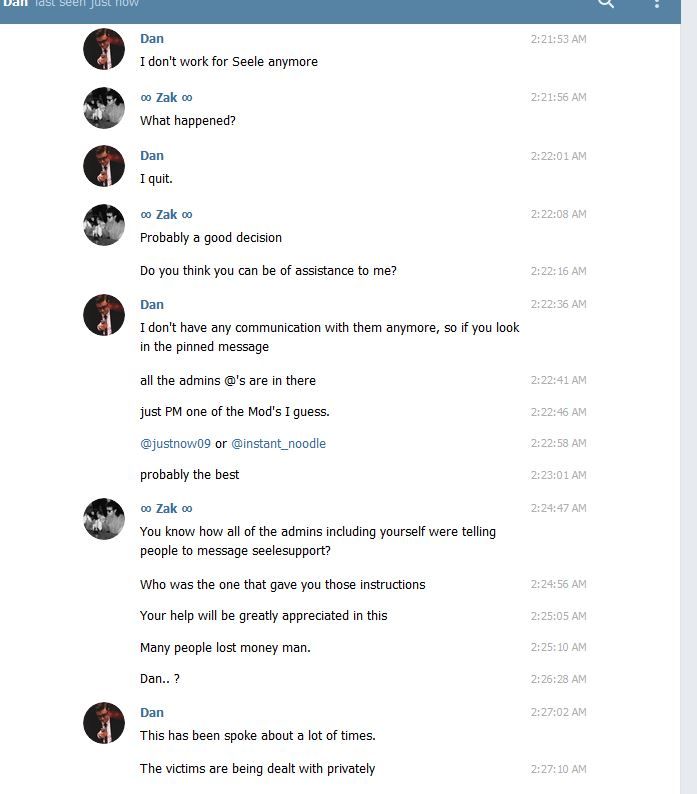 Dan last seen just now
Dan 2:21:53 AM
I don't work for Seele anymore
∞ Zak ∞ 2:21:56 AM
What happened?
Dan 2:22:01 AM
I quit.
∞ Zak ∞ 2:22:08 AM
Probably a good decision
Do you think you can be of assistance to me? 2:22:16 AM
Dan 2:22:36 AM
I don't have any communication with them anymore, so if you look
in the pinned message
all the admins @'s are in there 2:22:41 AM
just PM one of the Mod's I guess. 2:22:46 AM
@justnow09 or @instant_noodle 2:22:58 AM
probably the best 2:23:01 AM
∞ Zak ∞ 2:24:47 AM
You know how all of the admins including yourself were telling
people to message seelesupport?
Who was the one that gave you those instructions 2:24:56 AM
Your help will be greatly appreciated in this 2:25:05 AM
Many people lost money man. 2:25:10 AM
Dan.. ? 2:26:28 AM
Dan 2:27:02 AM
This has been spoke about a lot of times.
The victims are being dealt with privately 2:27:10 AM